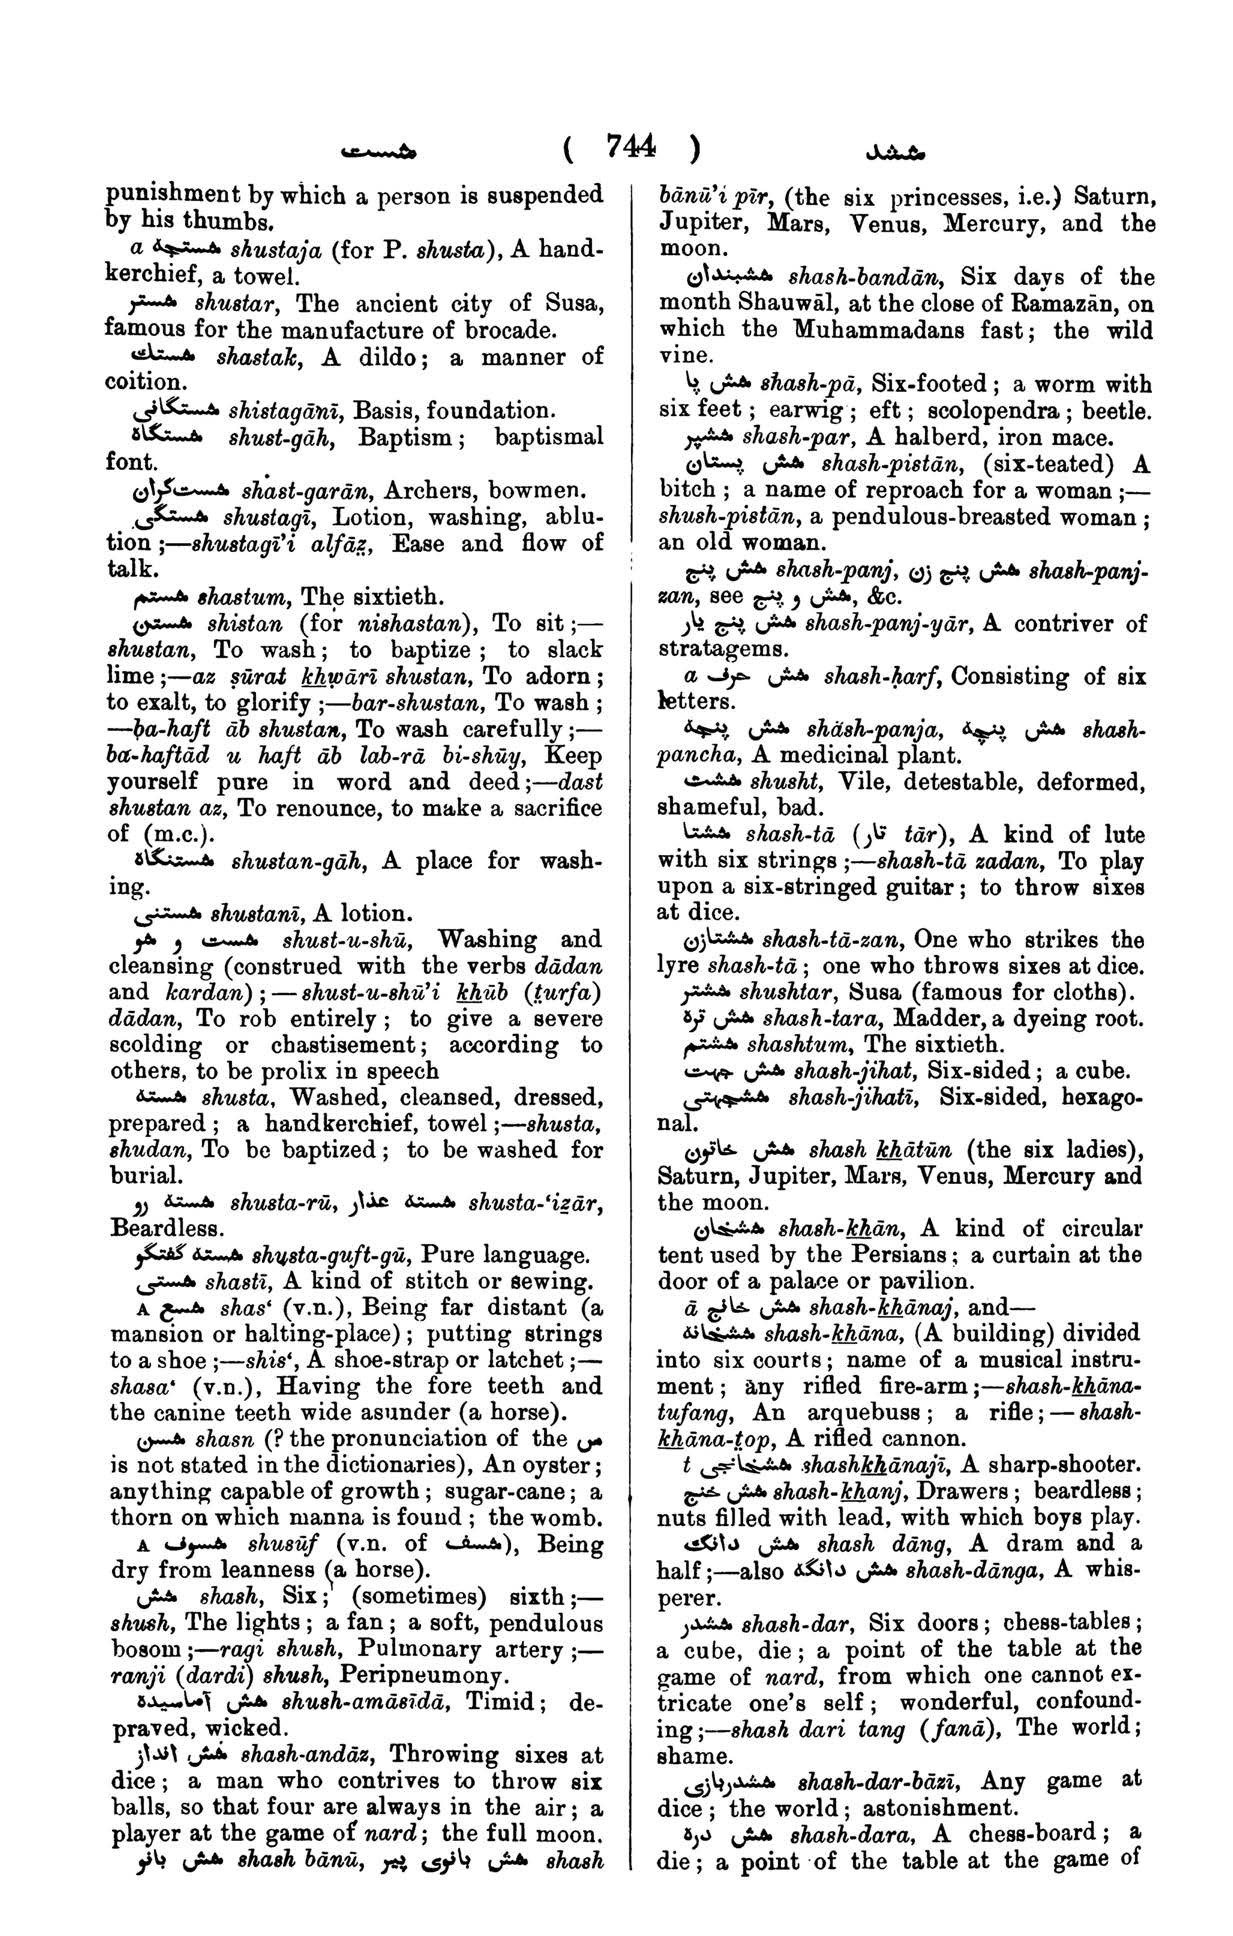 شست ( 744 ) ششد
punishment by which a person is suspended
by his thumbs.
a شستجة shustaja (for P. shusta), A hand-
kerchief, a towel.
شستر shustar, The ancient city of Susa,
famous for the manufacture of brocade.
شستك shastak, A dildo; a manner of
coition.
شستگانی shistagānī, Basis, foundation.
شستگاه shust-gāh, Baptism; baptismal
font.
شست‌گران shast-garān, Archers, bowmen.
شستگی shustagī, Lotion, washing, ablu-
tion;—shustagī’i alfāz̤, Ease and flow of
talk.
شستم shastum, The sixtieth.
شستن shistan (for nishastan), To sit;—
shustan, To wash; to baptize; to slack
lime;—az ṣūrat khẉārī shustan, To adorn;
to exalt, to glorify;—bar-shustan, To wash;
—ba-haft āb shustan, To wash carefully;—
ba-haftād u haft āb lab-rā bi-shūy, Keep
yourself pure in word and deed;—dast
shustan az, To renounce, to make a sacrifice
of (m.c.).
شستنگاه shustan-gāh, A place for wash-
ing.
شستنی shustanī, A lotion.
شست و شو shust-u-shū, Washing and
cleansing (construed with the verbs dādan
and kardan);—shust-u-shū’i khūb (t̤urfa)
dādan, To rob entirely; to give a severe
scolding or chastisement; according to
others, to be prolix in speech
شسته shusta, Washed, cleansed, dressed,
prepared; a handkerchief, towel;—shusta,
shudan, To be baptized; to be washed for
burial.
شسته رو shusta-rū, شسته عذار shusta-‘iẕār,
Beardless.
شسته گفتگو shusta-guft-gū, Pure language.
شستی shastī, A kind of stitch or sewing.
A شسع shas‘ (v.n.), Being far distant (a
mansion or halting-place); putting strings
to a shoe;—shis‘, A shoe-strap or latchet;—
shasa‘ (v.n.), Having the fore teeth and
the canine teeth wide asunder (a horse).
شسن shasn (? the pronunciation of the س
is not stated in the dictionaries), An oyster;
anything capable of growth; sugar-cane; a
thorn on which manna is found; the womb.
A شسوف shusūf (v.n. of شسف), Being
dry from leanness (a horse).
شش shash, Six; (sometimes) sixth;—
shush, The lights; a fan; a soft, pendulous
bosom;—ragi shush, Pulmonary artery;—
ranji (dardi) shush, Peripneumony.
شش آماسیده shush-amāsīdā, Timid; de-
praved, wicked.
شش انداز shash-andāz, Throwing sixes at
dice; a man who contrives to throw six
balls, so that four are always in the air; a
player at the game of nard; the full moon.
شش بانو shash bānū, شش بانوی پیر shash
bānū’i pīr, (the six princesses, i.e.) Saturn,
Jupiter, Mars, Venus, Mercury, and the
moon.
ششبندان shash-bandān, Six days of the
month Shauwāl, at the close of Ramazān, on
which the Muhammadans fast; the wild
vine.
شش پا shash-pā, Six-footed; a worm with
six feet; earwig; eft; scolopendra; beetle.
ششپر shash-par, A halberd, iron mace.
شش پستان shash-pistān, (six-teated) A
bitch; a name of reproach for a woman;—
shush-pistān, a pendulous-breasted woman;
an old woman.
شش پنج shash-panj, شش پنج زن shash-panj-
zan, see شش و پنج, &c.
شش پنج یار shash-panj-yār, A contriver of
stratagems.
a شش حرف shash-ḥarf, Consisting of six
letters.
شش پنجه shash-panja, شش پنچه shash-
pancha, A medicinal plant.
ششت shusht, Vile, detestable, deformed,
shameful, bad.
ششتا shash-tā (تار tār), A kind of lute
with six strings;—shash-tā zadan, To play
upon a six-stringed guitar; to throw sixes
at dice.
ششتازن shash-tā-zan, One who strikes the
lyre shash-tā; one who throws sixes at dice.
ششتر shushtar, Susa (famous for cloths).
شش تره shash-tara, Madder, a dyeing root.
ششتم shashtum, The sixtieth.
شش جهت shash-jihat, Six-sided; a cube.
ششجهتی shash-jihatī, Six-sided, hexago-
nal.
شش خاتون shash khātūn (the six ladies),
Saturn, Jupiter, Mars, Venus, Mercury and
the moon.
ششخان shash-khān, A kind of circular
tent used by the Persians; a curtain at the
door of a palace or pavilion.
ā شش خانج shash-khānaj, and—
ششخانه shash-khāna, (A building) divided
into six courts; name of a musical instru-
ment; any rifled fire-arm;—shash-khāna-
tufang, An arquebuss; a rifle;—shash-
khāna-t̤op, A rifled cannon.
t ششخانجی shashkhānajī, A sharp-shooter.
شش خنج shash-khanj, Drawers; beardless;
nuts filled with lead, with which boys play.
شش دانگ shash dāng, A dram and a
half;—also شش دانگه shash-dānga, A whis-
perer.
ششدر shash-dar, Six doors; chess-tables;
a cube, die; a point of the table at the
game of nard, from which one cannot ex-
tricate one’s self; wonderful, confound-
ing;—shash dari tang (fanā), The world;
shame.
ششدربازی shash-dar-bāzī, Any game at
dice; the world; astonishment.
شش دره shash-dara, A chess-board; a
die; a point of the table at the game of